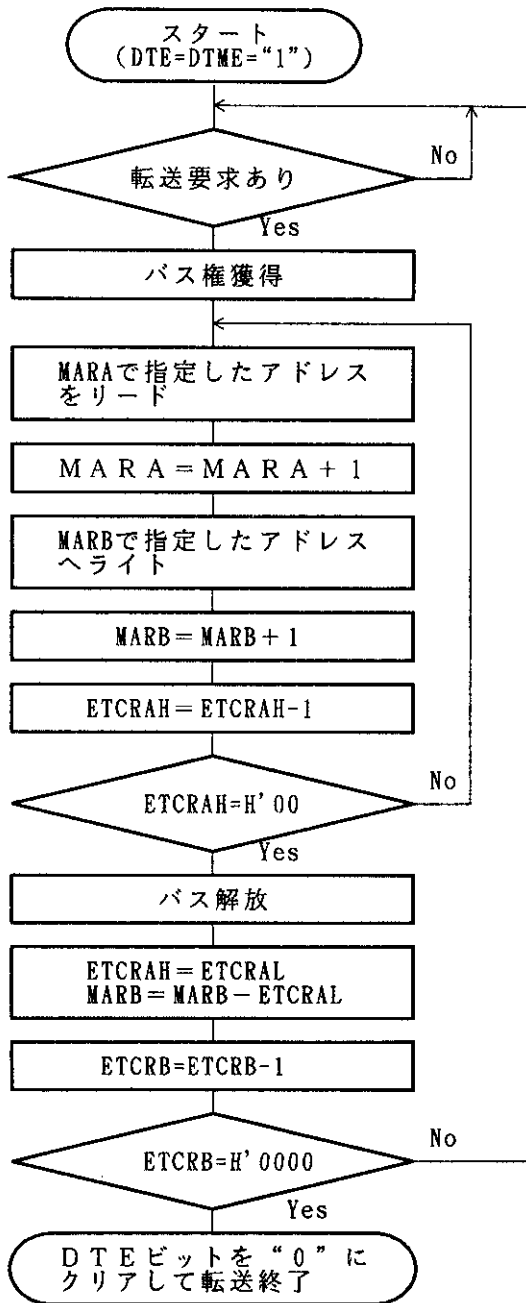 スタート
(DTE=DTME=“1”)
転送要求あり
No
Yes
バス権獲得
MARAで指定したアドレス
をリード
MARA=MARA+1
MARBで指定したアドレス
へライト
MARB=MARB+1
ETCRAH=ETCRAH-1
ETCRAH=H'00
No
Yes
バス解放
ETCRAH=ETCRAL
MARB=MARB-ETCRAL
ETCRB=ETCRB-1
ETCRB=H'0000
No
Yes
DTEビットを“0”に
クリアして転送終了